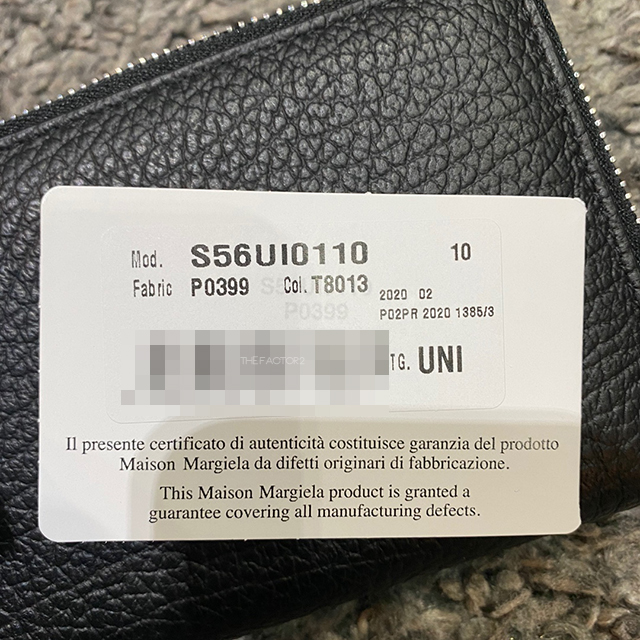 Mod. S56UI0110 10
Fabric P0399 Col. T8013 2020 02
P0399 P02PR 2020 1385/3
THE FACTOR2
TG. UNI
Il presente certificato di autenticità costituisce garanzia del prodotto
Maison Margiela da difetti originari di fabbricazione.
This Maison Margiela product is granted a
guarantee covering all manufacturing defects.